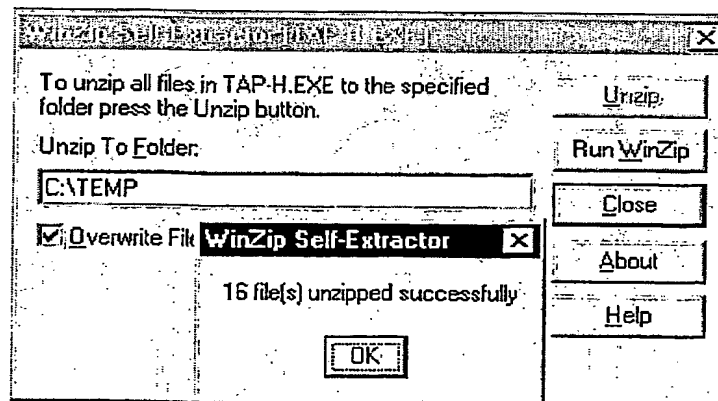 WinZip Self-Extractor [TAP-H.EXE]
To unzip all files in TAP-H.EXE to the specified
folder press the Unzip button.
Unzip To Folder:
C:\TEMP
Overwrite File
WinZip Self-Extractor
16 file(s) unzipped successfully
OK
Unzip
Run WinZip
Close
About
Help